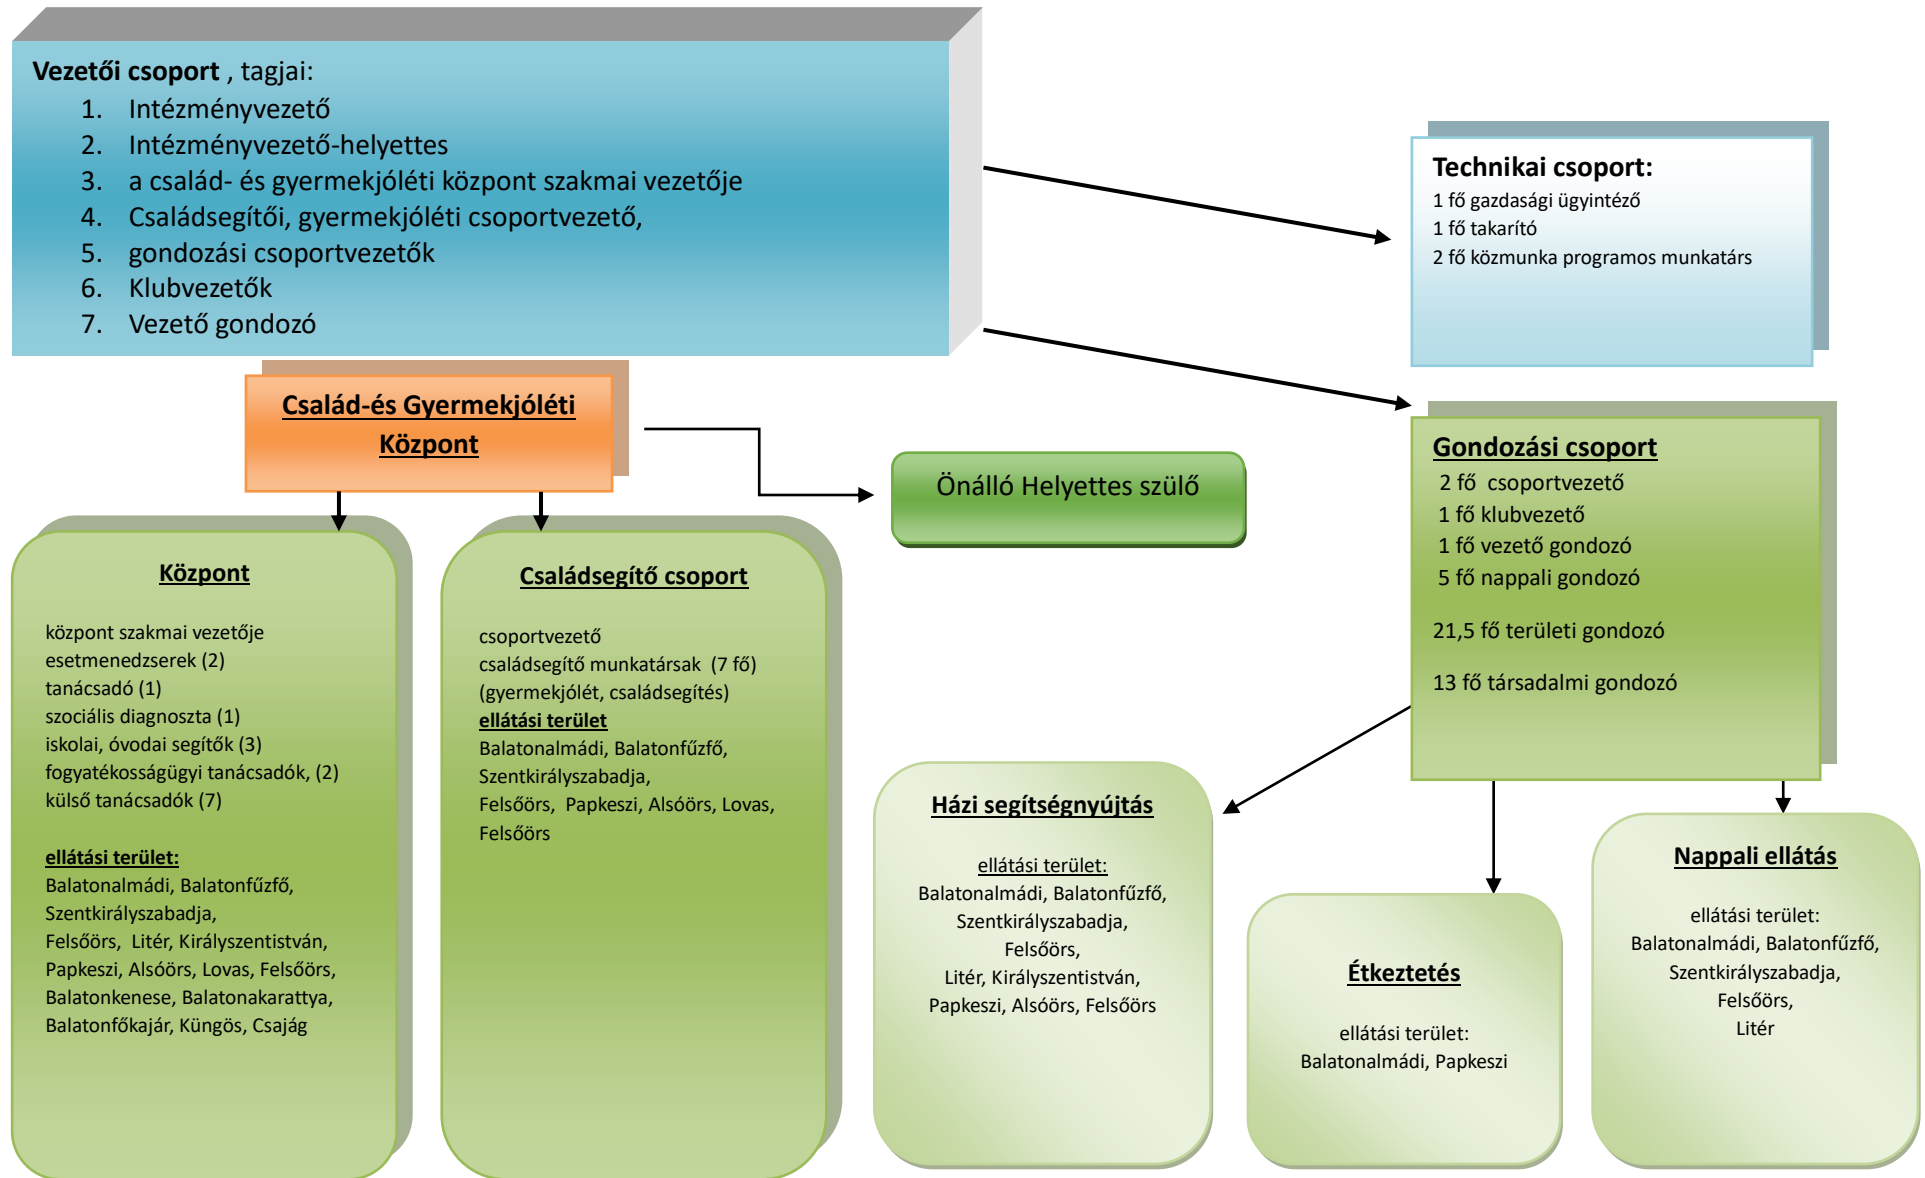 Vezetői csoport , tagjai:
1. Intézményvezető
2. Intézményvezető-helyettes
3. a család- és gyermekjóléti központ szakmai vezetője
4. Családsegítői, gyermekjóléti csoportvezető,
5. gondozási csoportvezetők
6. Klubvezetők
7. Vezető gondozó
Technikai csoport:
1 fő gazdasági ügyintéző
1 fő takarító
2 fő közmunka programos munkatárs
Család-és Gyermekjóléti
Központ
Önálló Helyettes szülő
Gondozási csoport
2 fő  csoportvezető
1 fő klubvezető
1 fő vezető gondozó
5 fő nappali gondozó
21,5 fő területi gondozó
13 fő társadalmi gondozó
Központ
központ szakmai vezetője
esetmenedzserek (2)
tanácsadó (1)
szociális diagnoszta (1)
iskolai, óvodai segítők (3)
fogyatékosságügyi tanácsadók, (2)
külső tanácsadók (7)
ellátási terület:
Balatonalmádi, Balatonfűzfő,
Szentkirályszabadja,
Felsőörs,  Litér, Királyszentistván,
Papkeszi, Alsóörs, Lovas, Felsőörs,
Balatonkenese, Balatonakarattya,
Balatonfőkajár, Küngös, Csajág
Családsegítő csoport
csoportvezető
családsegítő munkatársak  (7 fő)
(gyermekjólét, családsegítés)
ellátási terület
Balatonalmádi, Balatonfűzfő,
Szentkirályszabadja,
Felsőörs,  Papkeszi, Alsóörs, Lovas,
Felsőörs
Házi segítségnyújtás
ellátási terület:
Balatonalmádi, Balatonfűzfő,
Szentkirályszabadja,
Felsőörs,
Litér, Királyszentistván,
Papkeszi, Alsóörs, Felsőörs
Étkeztetés
ellátási terület:
Balatonalmádi, Papkeszi
Nappali ellátás
ellátási terület:
Balatonalmádi, Balatonfűzfő,
Szentkirályszabadja,
Felsőörs,
Litér